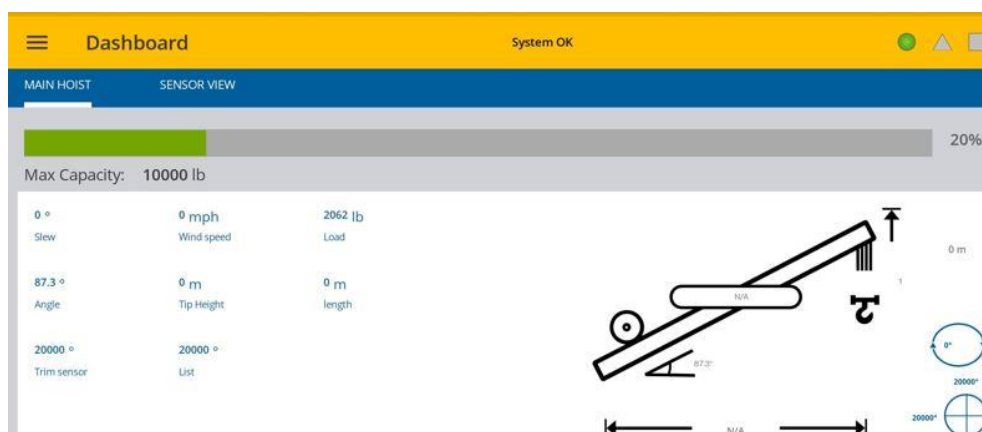 Dashboard
System OK
MAIN HOIST SENSOR VIEW
20%
Max Capacity: 10000 lb
0 ° 0 mph 2062 lb
Slew Wind speed Load
0 m
87.3 ° 0 m 0 m
1
N/A
Angle Tip Height length
0°
20000 ° 20000 °
87.3°
Trim sensor List
20000°
20000°
N/A